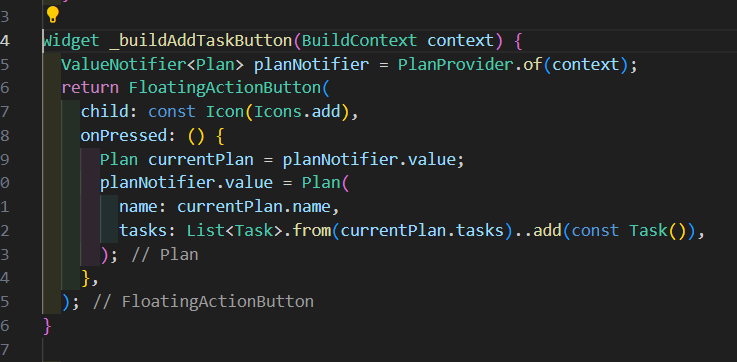 3
4 Widget _buildAddTaskButton(BuildContext context) {
5   ValueNotifier<Plan> planNotifier = PlanProvider.of(context);
6   return FloatingActionButton(
7     child: const Icon(Icons.add),
8     onPressed: () {
9       Plan currentPlan = planNotifier.value;
0       planNotifier.value = Plan(
1         name: currentPlan.name,
2         tasks: List<Task>.from(currentPlan.tasks)..add(const Task()),
3       ); // Plan
4     },
5   ); // FloatingActionButton
6 }
7